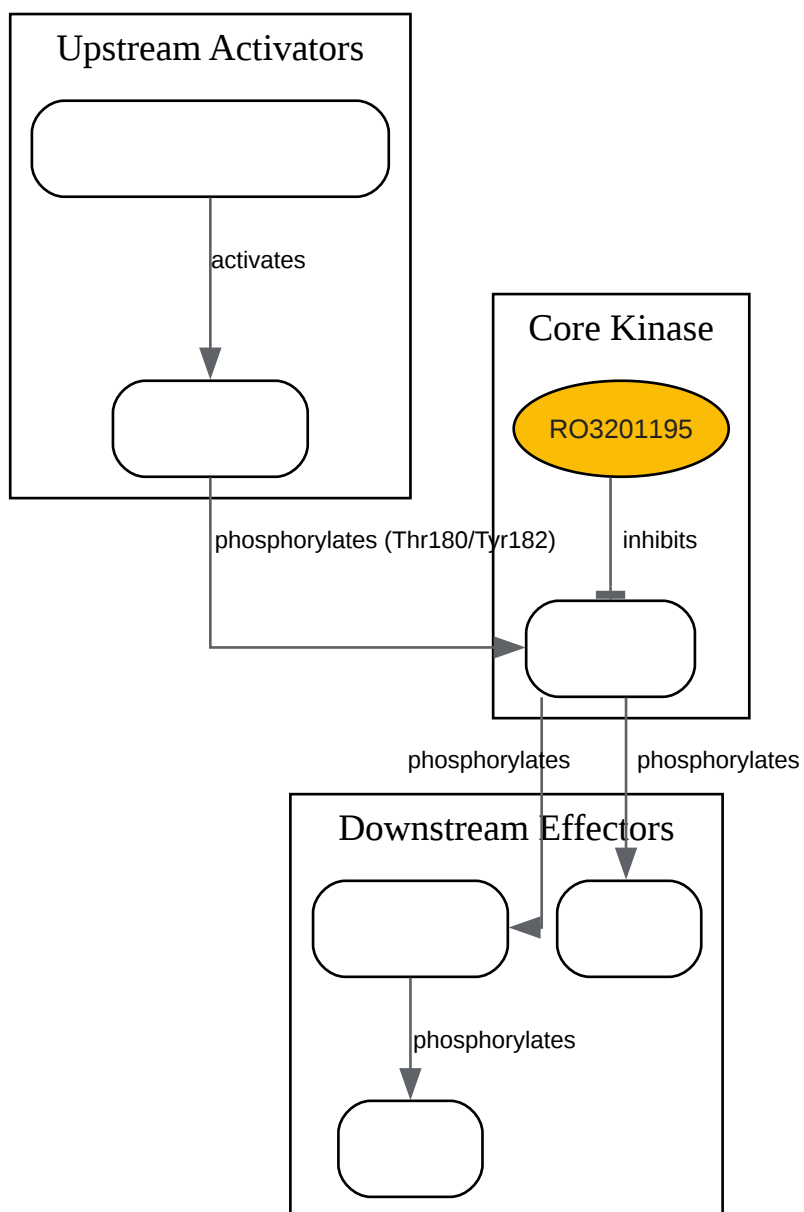 Upstream Activators
activates
Core Kinase
RO3201195
phosphorylates (Thr180/Tyr182)
inhibits
phosphorylates
phosphorylates
Downstream Effectors
phosphorylates